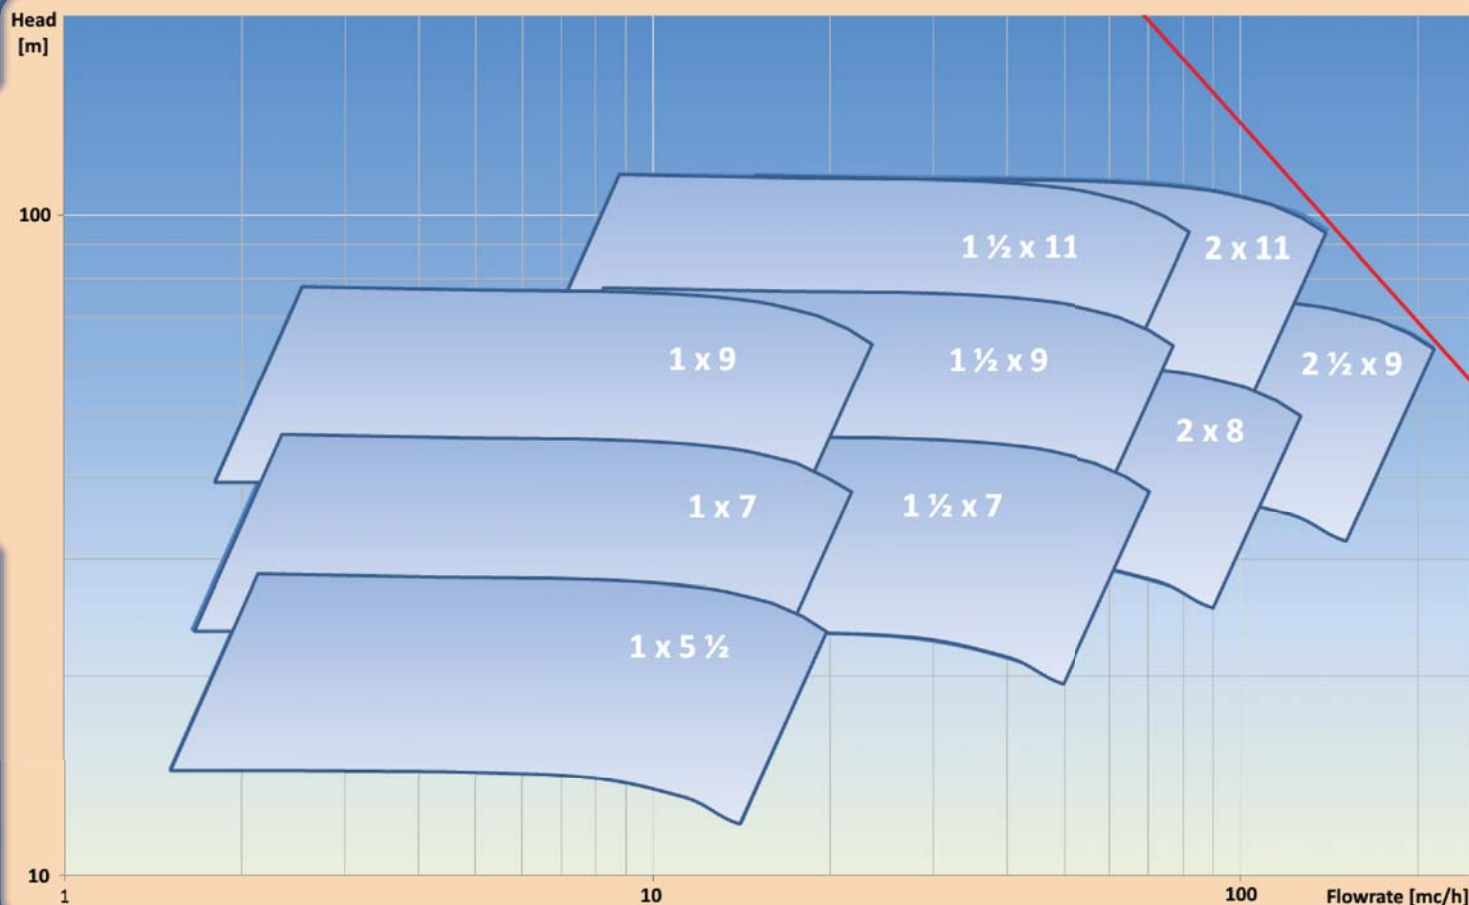 Head
[m]
100
1 ½ x 11
2 x 11
1 x 9
1 ½ x 9
2 ½ x 9
2 x 8
1 x 7
1 ½ x 7
1 x 5 ½
10
1
10
100
Flowrate [mc/h]